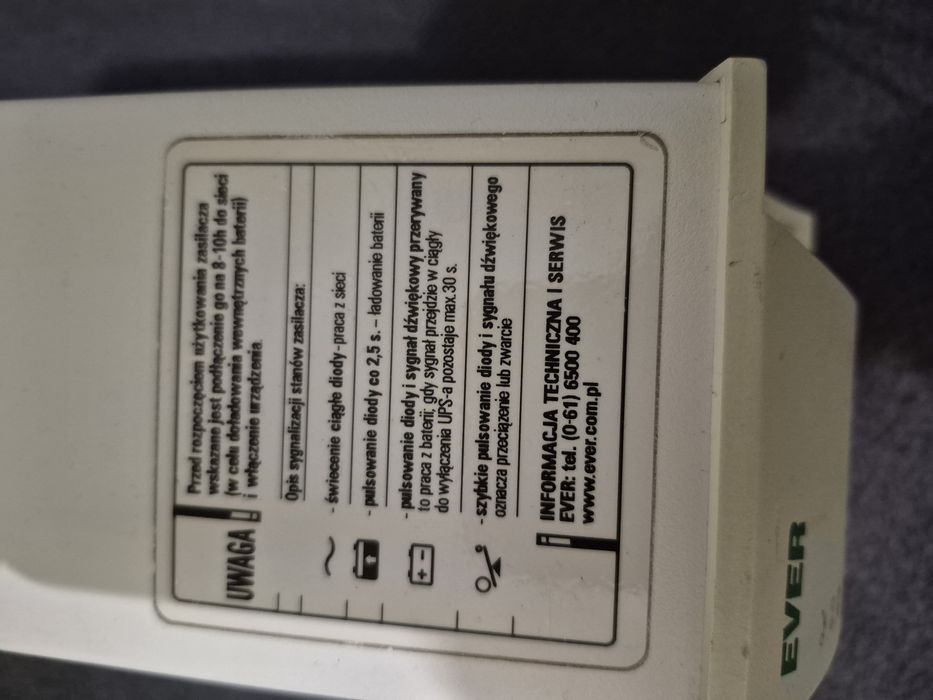 UWAGA !
Przed rozpoczęciem użytkowania zasilacza
wskazane jest podłączenie go na 8-10h do sieci
(w celu doładowania wewnętrznych baterii)
i włączenie urządzenia.
Opis sygnalizacji stanów zasilacza:
~ - świecenie ciągłe diody-praca z sieci
- pulsowanie diody co 2,5 s. – ładowanie baterii
+ - - pulsowanie diody i sygnał dźwiękowy przerywany
to praca z baterii; gdy sygnał przejdzie w ciągły
do wyłączenia UPS-a pozostaje max.30 s.
- szybkie pulsowanie diody i sygnału dźwiękowego
oznacza przeciążenie lub zwarcie
i INFORMACJA TECHNICZNA I SERWIS
EVER: tel. (0-61) 6500 400
www.ever.com.pl
EVER